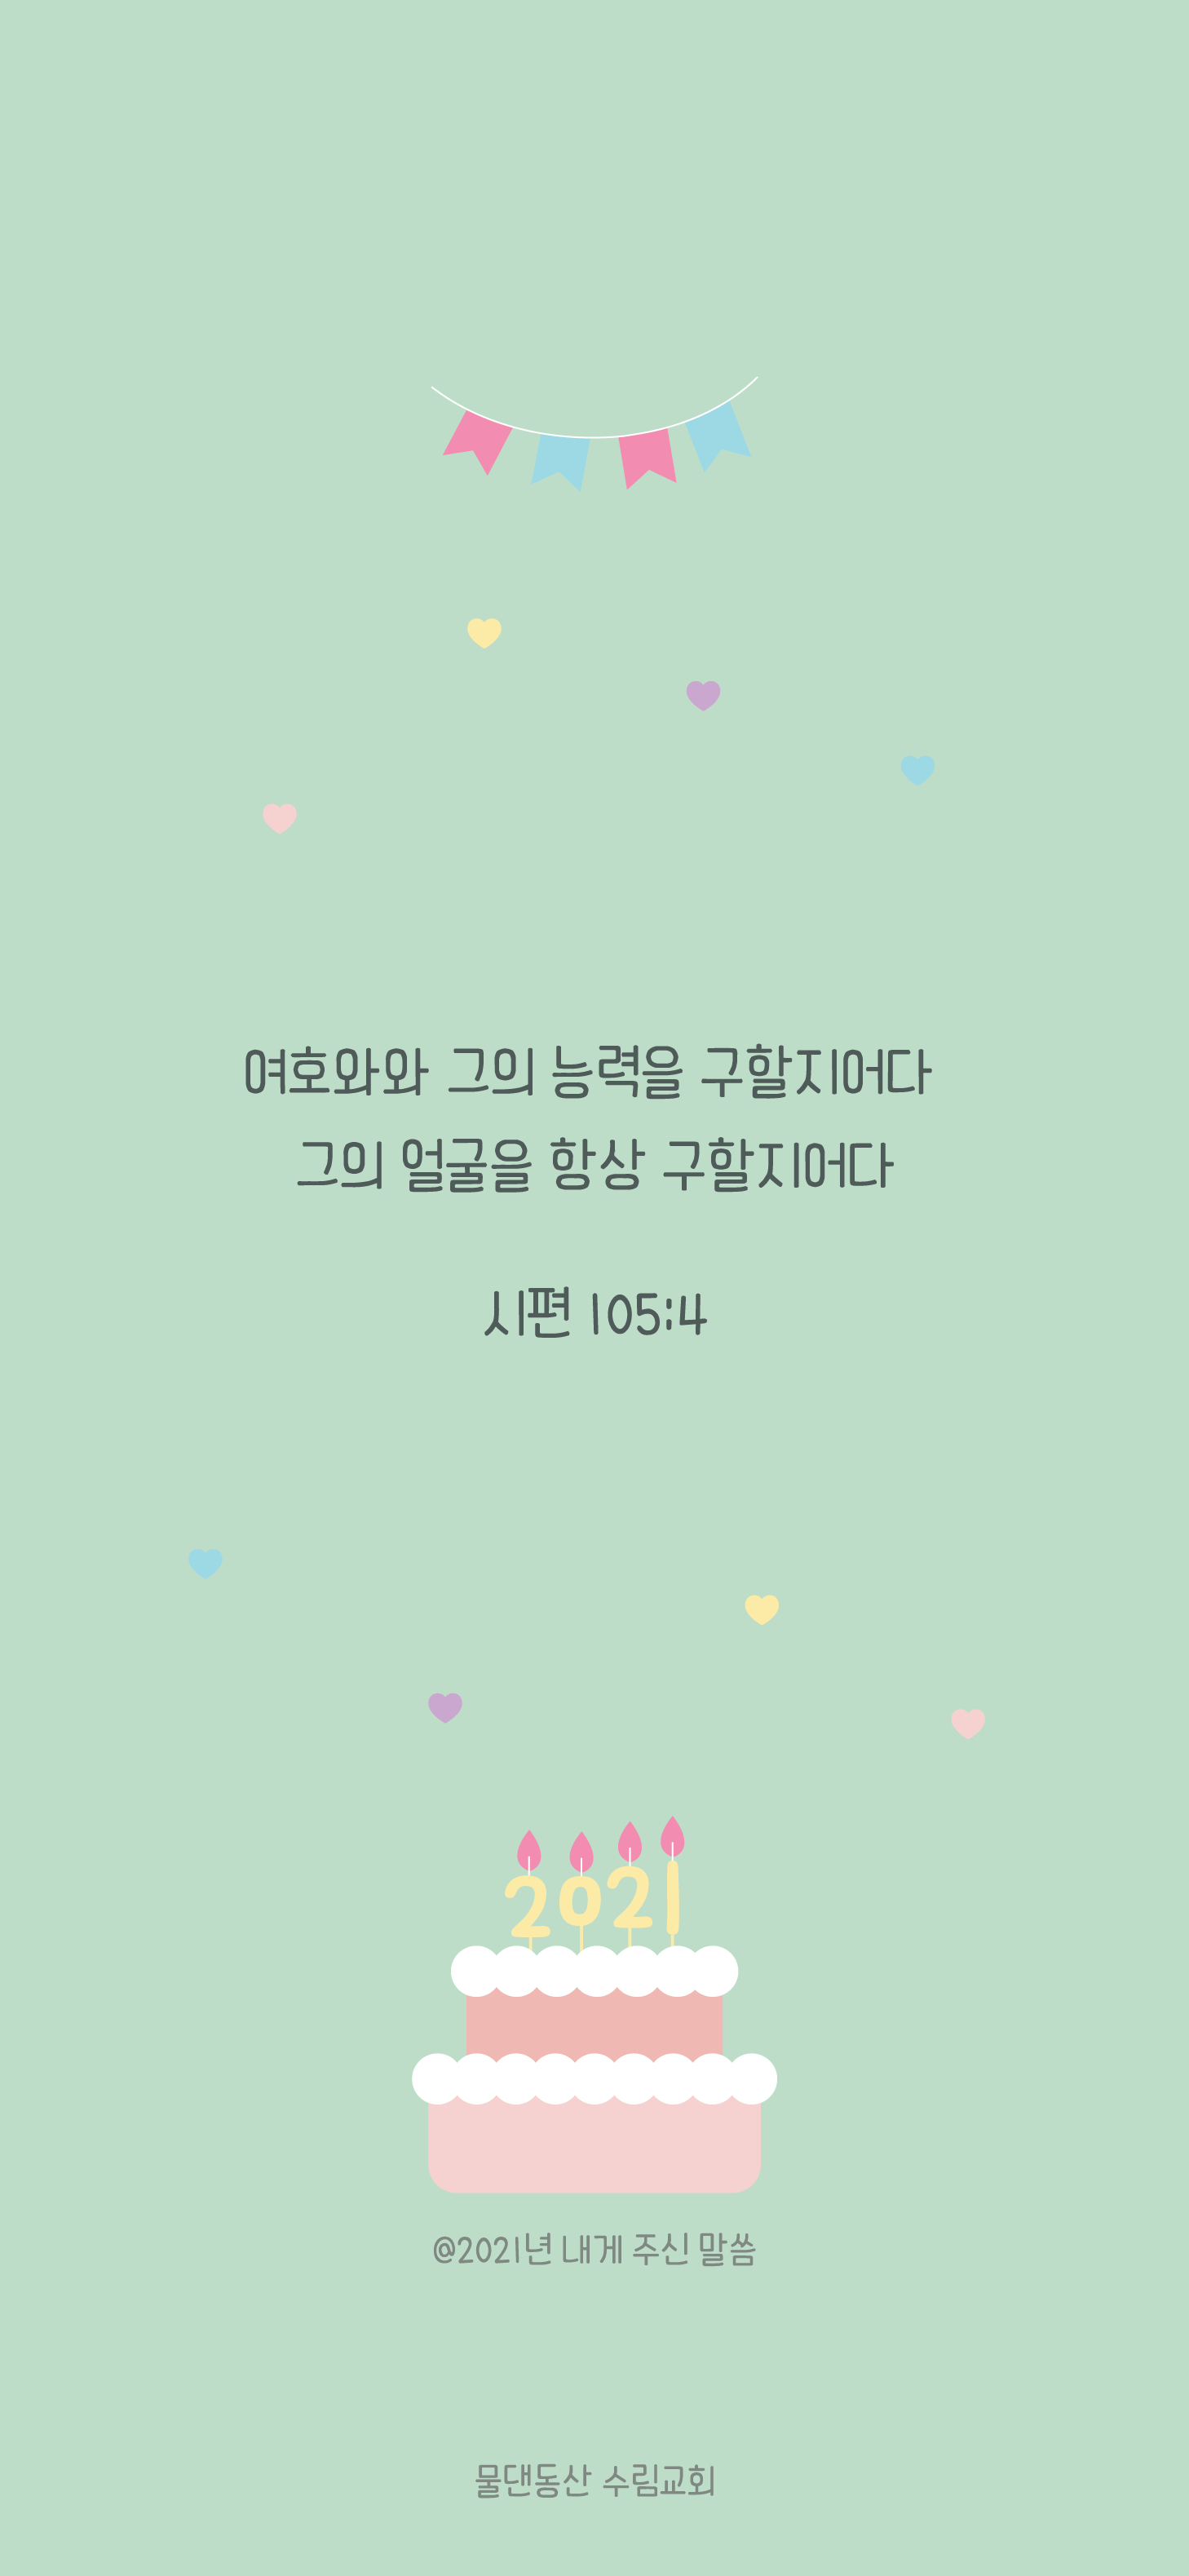 여호와와 그의 능력을 구할지어다
그의 얼굴을 항상 구할지어다
시편 105:4
2021
@2021년 내게 주신 말씀
물댄동산 수림교회